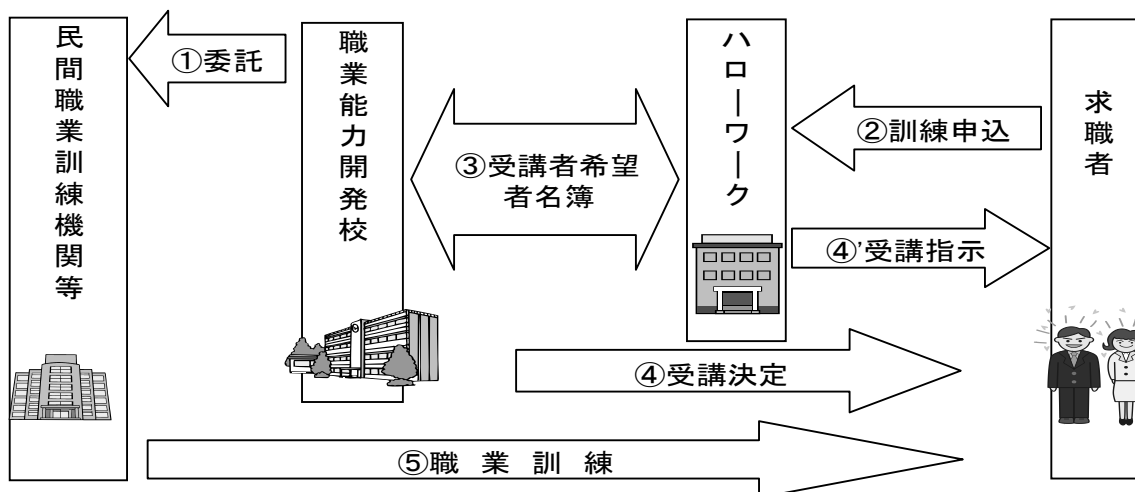 民間職業訓練機関等
①委託
職業能力開発校
③受講者希望
者名簿
ハローワーク
②訓練申込
④'受講指示
求職者
④受講決定
⑤職業訓練